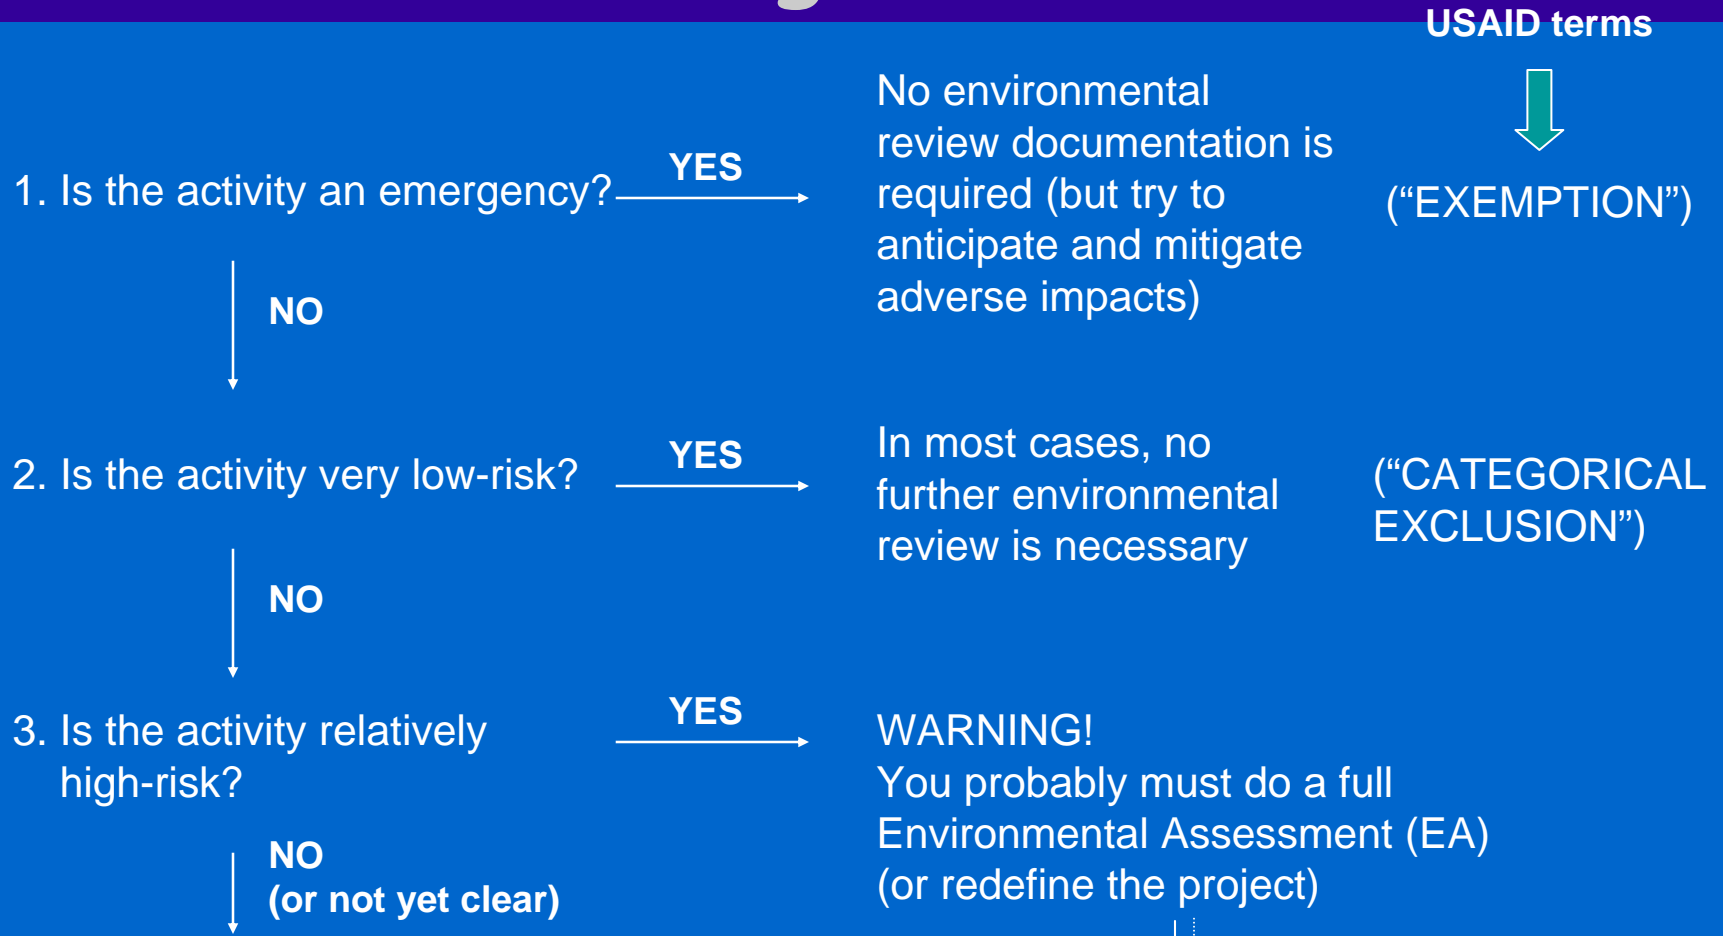 USAID terms
1. Is the activity an emergency?
YES
No environmental
review documentation is
required (but try to
anticipate and mitigate
adverse impacts)
(“EXEMPTION”)
NO
2. Is the activity very low-risk?
YES
In most cases, no
further environmental
review is necessary
(“CATEGORICAL
EXCLUSION”)
NO
3. Is the activity relatively
high-risk?
YES
WARNING!
You probably must do a full
Environmental Assessment (EA)
(or redefine the project)
NO
(or not yet clear)